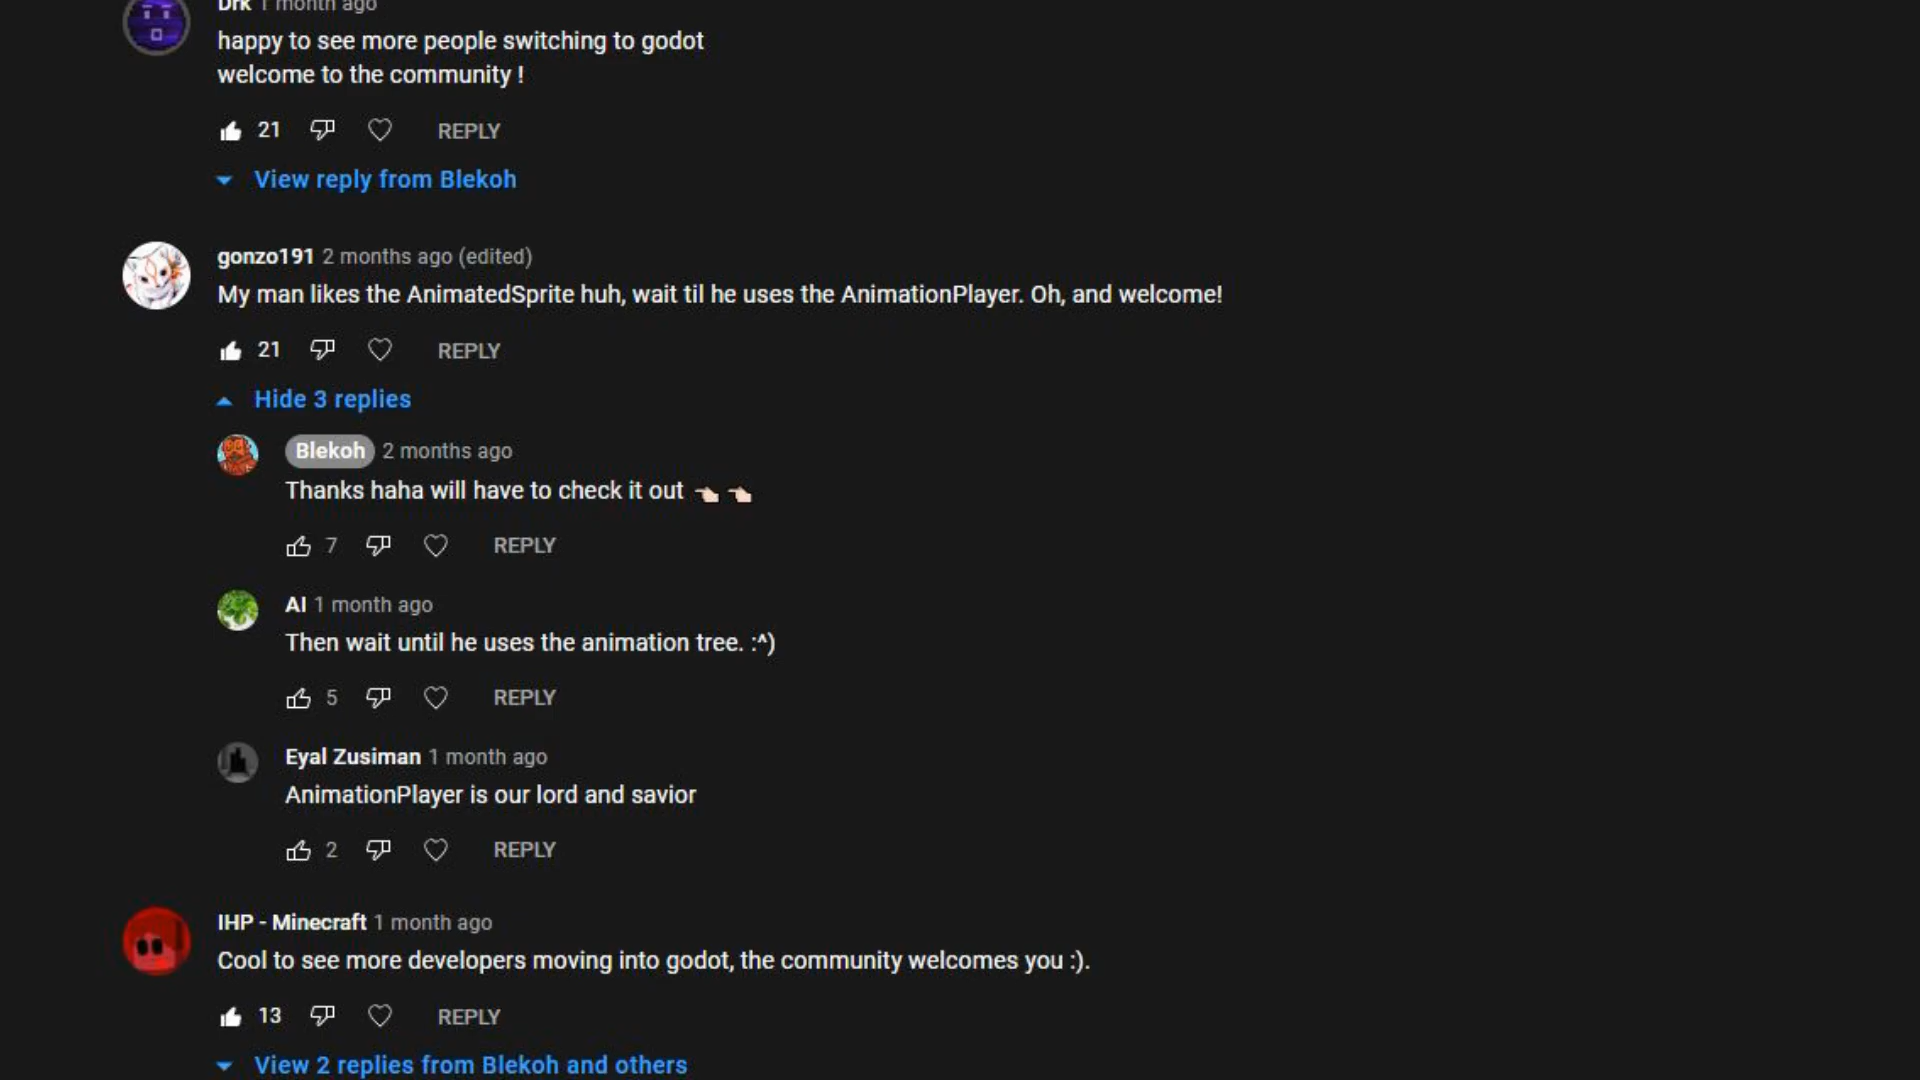 Drk 1 month ago
happy to see more people switching to godot
welcome to the community !
21 REPLY
View reply from Blekoh
gonzo191 2 months ago (edited)
My man likes the AnimatedSprite huh, wait til he uses the AnimationPlayer. Oh, and welcome!
21 REPLY
Hide 3 replies
Blekoh 2 months ago
Thanks haha will have to check it out 👈🏻 👈🏻
7 REPLY
Al 1 month ago
Then wait until he uses the animation tree. :^)
5 REPLY
Eyal Zusiman 1 month ago
AnimationPlayer is our lord and savior
2 REPLY
IHP - Minecraft 1 month ago
Cool to see more developers moving into godot, the community welcomes you :).
13 REPLY
View 2 replies from Blekoh and others